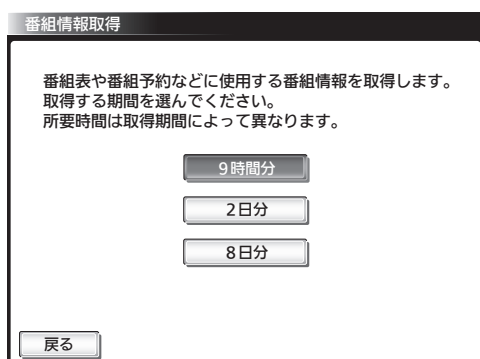 番組情報取得
番組表や番組予約などに使用する番組情報を取得します。
取得する期間を選んでください。
所要時間は取得期間によって異なります。
9時間分
2日分
8日分
戻る